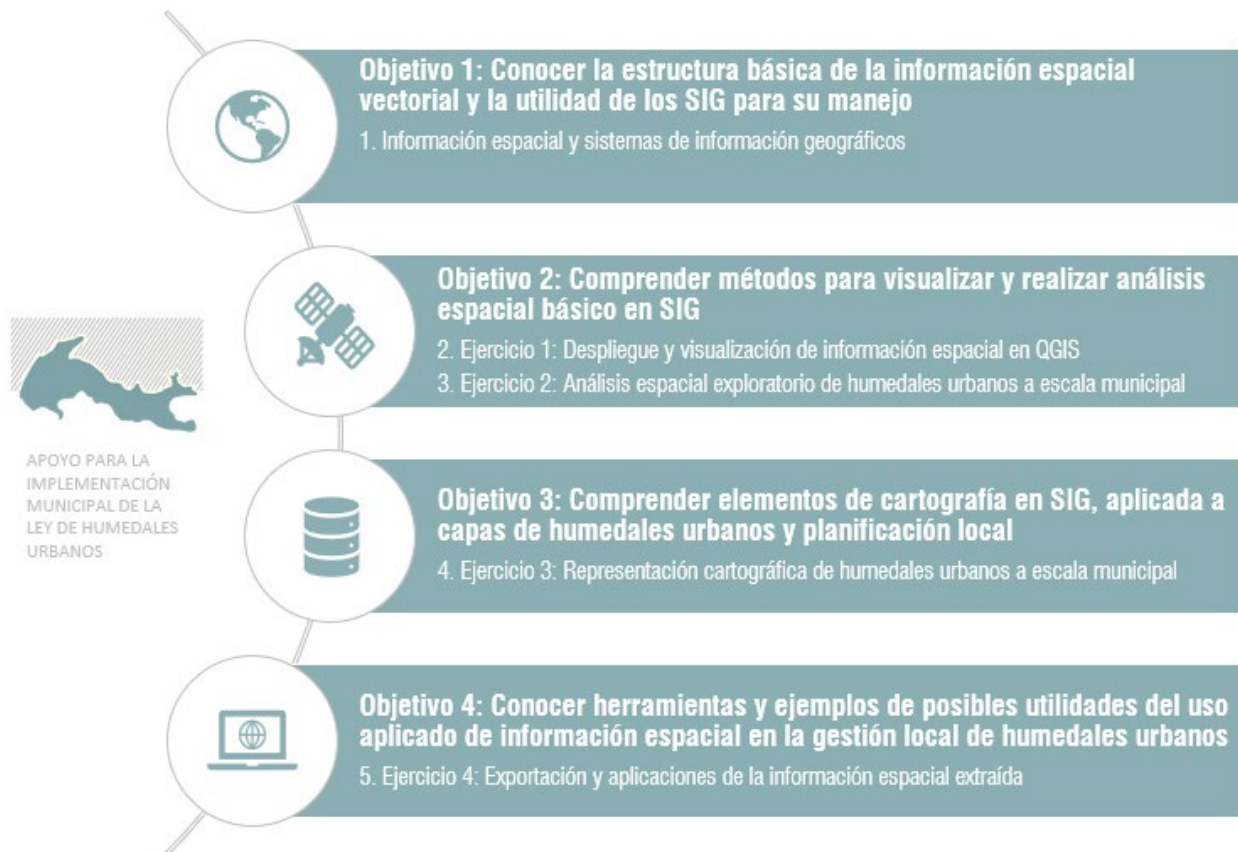 Objetivo 1: Conocer la estructura básica de la información espacial
vectorial y la utilidad de los SIG para su manejo
1. Información espacial y sistemas de información geográficos
Objetivo 2: Comprender métodos para visualizar y realizar análisis
espacial básico en SIG
2. Ejercicio 1: Despliegue y visualización de información espacial en QGIS
3. Ejercicio 2: Análisis espacial exploratorio de humedales urbanos a escala municipal
APOYO PARA LA
IMPLEMENTACIÓN
MUNICIPAL DE LA
LEY DE HUMEDALES
URBANOS
Objetivo 3: Comprender elementos de cartografía en SIG, aplicada a
capas de humedales urbanos y planificación local
4. Ejercicio 3: Representación cartográfica de humedales urbanos a escala municipal
Objetivo 4: Conocer herramientas y ejemplos de posibles utilidades del uso
aplicado de información espacial en la gestión local de humedales urbanos
5. Ejercicio 4: Exportación y aplicaciones de la información espacial extraída